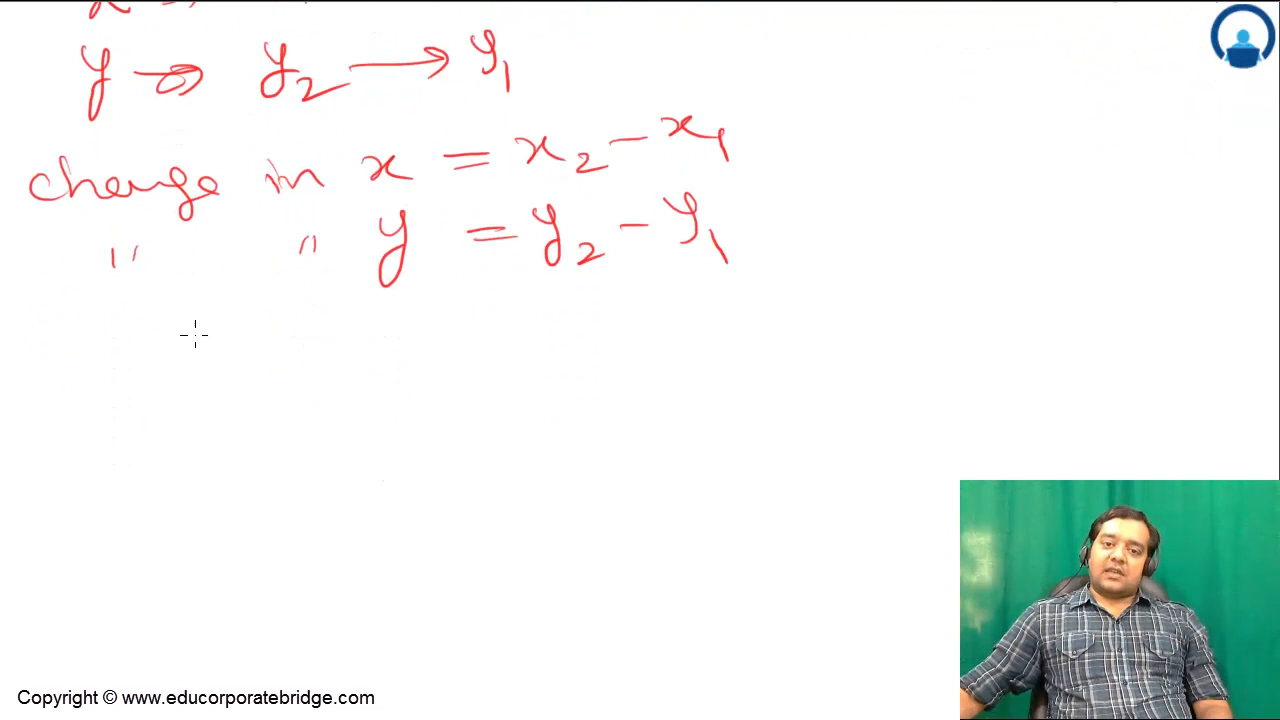 y → y2 → y1
change in x = x2 - x1
" " y = y2 - y1
Copyright © www.educorporatebridge.com